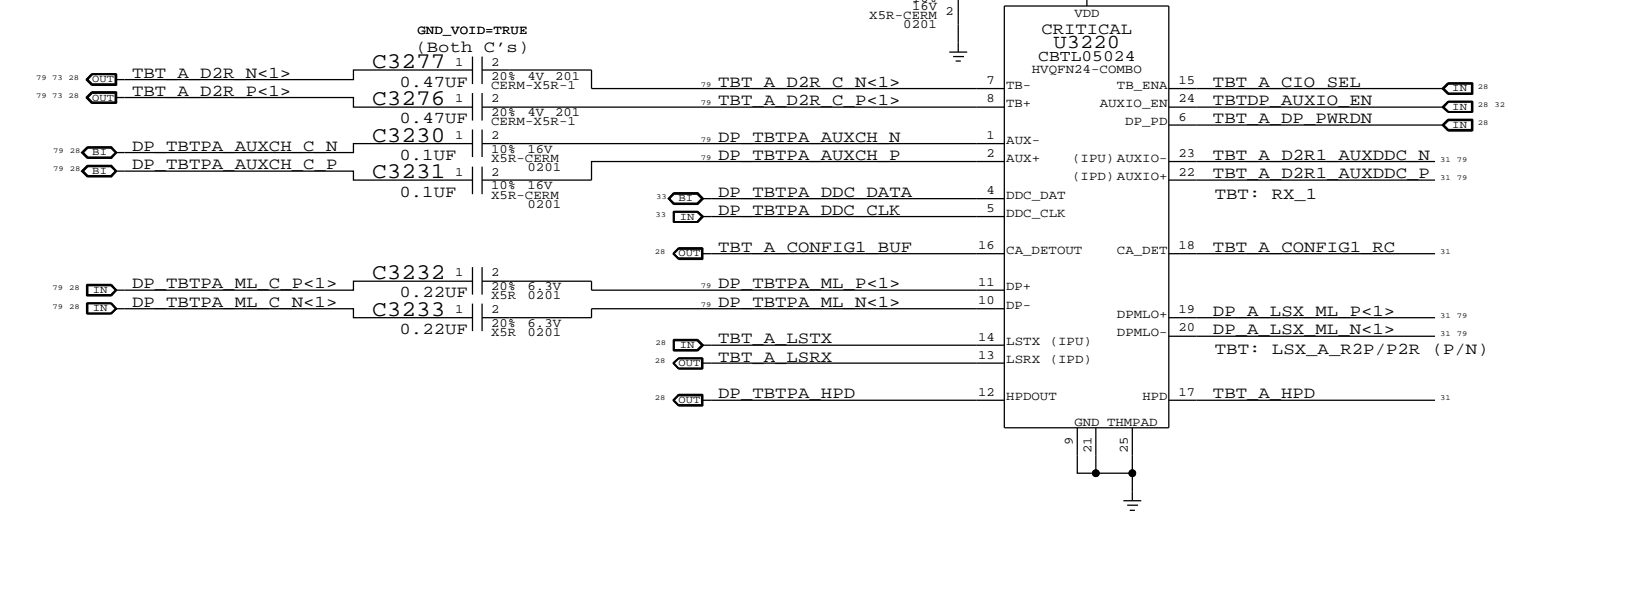 16V
X5R-CERM
0201
2
GND_VOID=TRUE
(Both C's)
VDD
CRITICAL
U3220
CBTL05024
HVQFN24-COMBO
79 73 28 OUT TBT_A_D2R_N<1> C3277 1 2
0.47UF 20% 4V 201
CERM-X5R-1
79 TBT_A_D2R_C_N<1> 7 TB-
TB_ENA 15 TBT_A_CIO_SEL IN 28
79 73 28 OUT TBT_A_D2R_P<1> C3276 1 2
0.47UF 20% 4V 201
CERM-X5R-1
79 TBT_A_D2R_C_P<1> 8 TB+
AUXIO_EN 24 TBTDP_AUXIO_EN IN 28 32
DP_PD 6 TBT_A_DP_PWRDN IN 28
79 28 BI DP_TBTPA_AUXCH_C_N C3230 1 2
0.1UF 10% 16V
X5R-CERM
0201
79 DP_TBTPA_AUXCH_N 1 AUX-
79 28 BI DP_TBTPA_AUXCH_C_P C3231 1 2
0.1UF 10% 16V
X5R-CERM
0201
79 DP_TBTPA_AUXCH_P 2 AUX+
(IPU) AUXIO- 23 TBT_A_D2R1_AUXDDC_N 31 79
(IPD) AUXIO+ 22 TBT_A_D2R1_AUXDDC_P 31 79
TBT: RX_1
33 BI DP_TBTPA_DDC_DATA 4 DDC_DAT
33 IN DP_TBTPA_DDC_CLK 5 DDC_CLK
28 OUT TBT_A_CONFIG1_BUF 16 CA_DETOUT
CA_DET 18 TBT_A_CONFIG1_RC 31
79 28 IN DP_TBTPA_ML_C_P<1> C3232 1 2
0.22UF 20% 6.3V
X5R 0201
79 DP_TBTPA_ML_P<1> 11 DP+
79 28 IN DP_TBTPA_ML_C_N<1> C3233 1 2
0.22UF 20% 6.3V
X5R 0201
79 DP_TBTPA_ML_N<1> 10 DP-
DPMLO+ 19 DP_A_LSX_ML_P<1> 31 79
DPMLO- 20 DP_A_LSX_ML_N<1> 31 79
TBT: LSX_A_R2P/P2R (P/N)
28 IN TBT_A_LSTX 14 LSTX (IPU)
28 OUT TBT_A_LSRX 13 LSRX (IPD)
28 OUT DP_TBTPA_HPD 12 HPDOUT
HPD 17 TBT_A_HPD 31
GND THMPAD
9 21 25